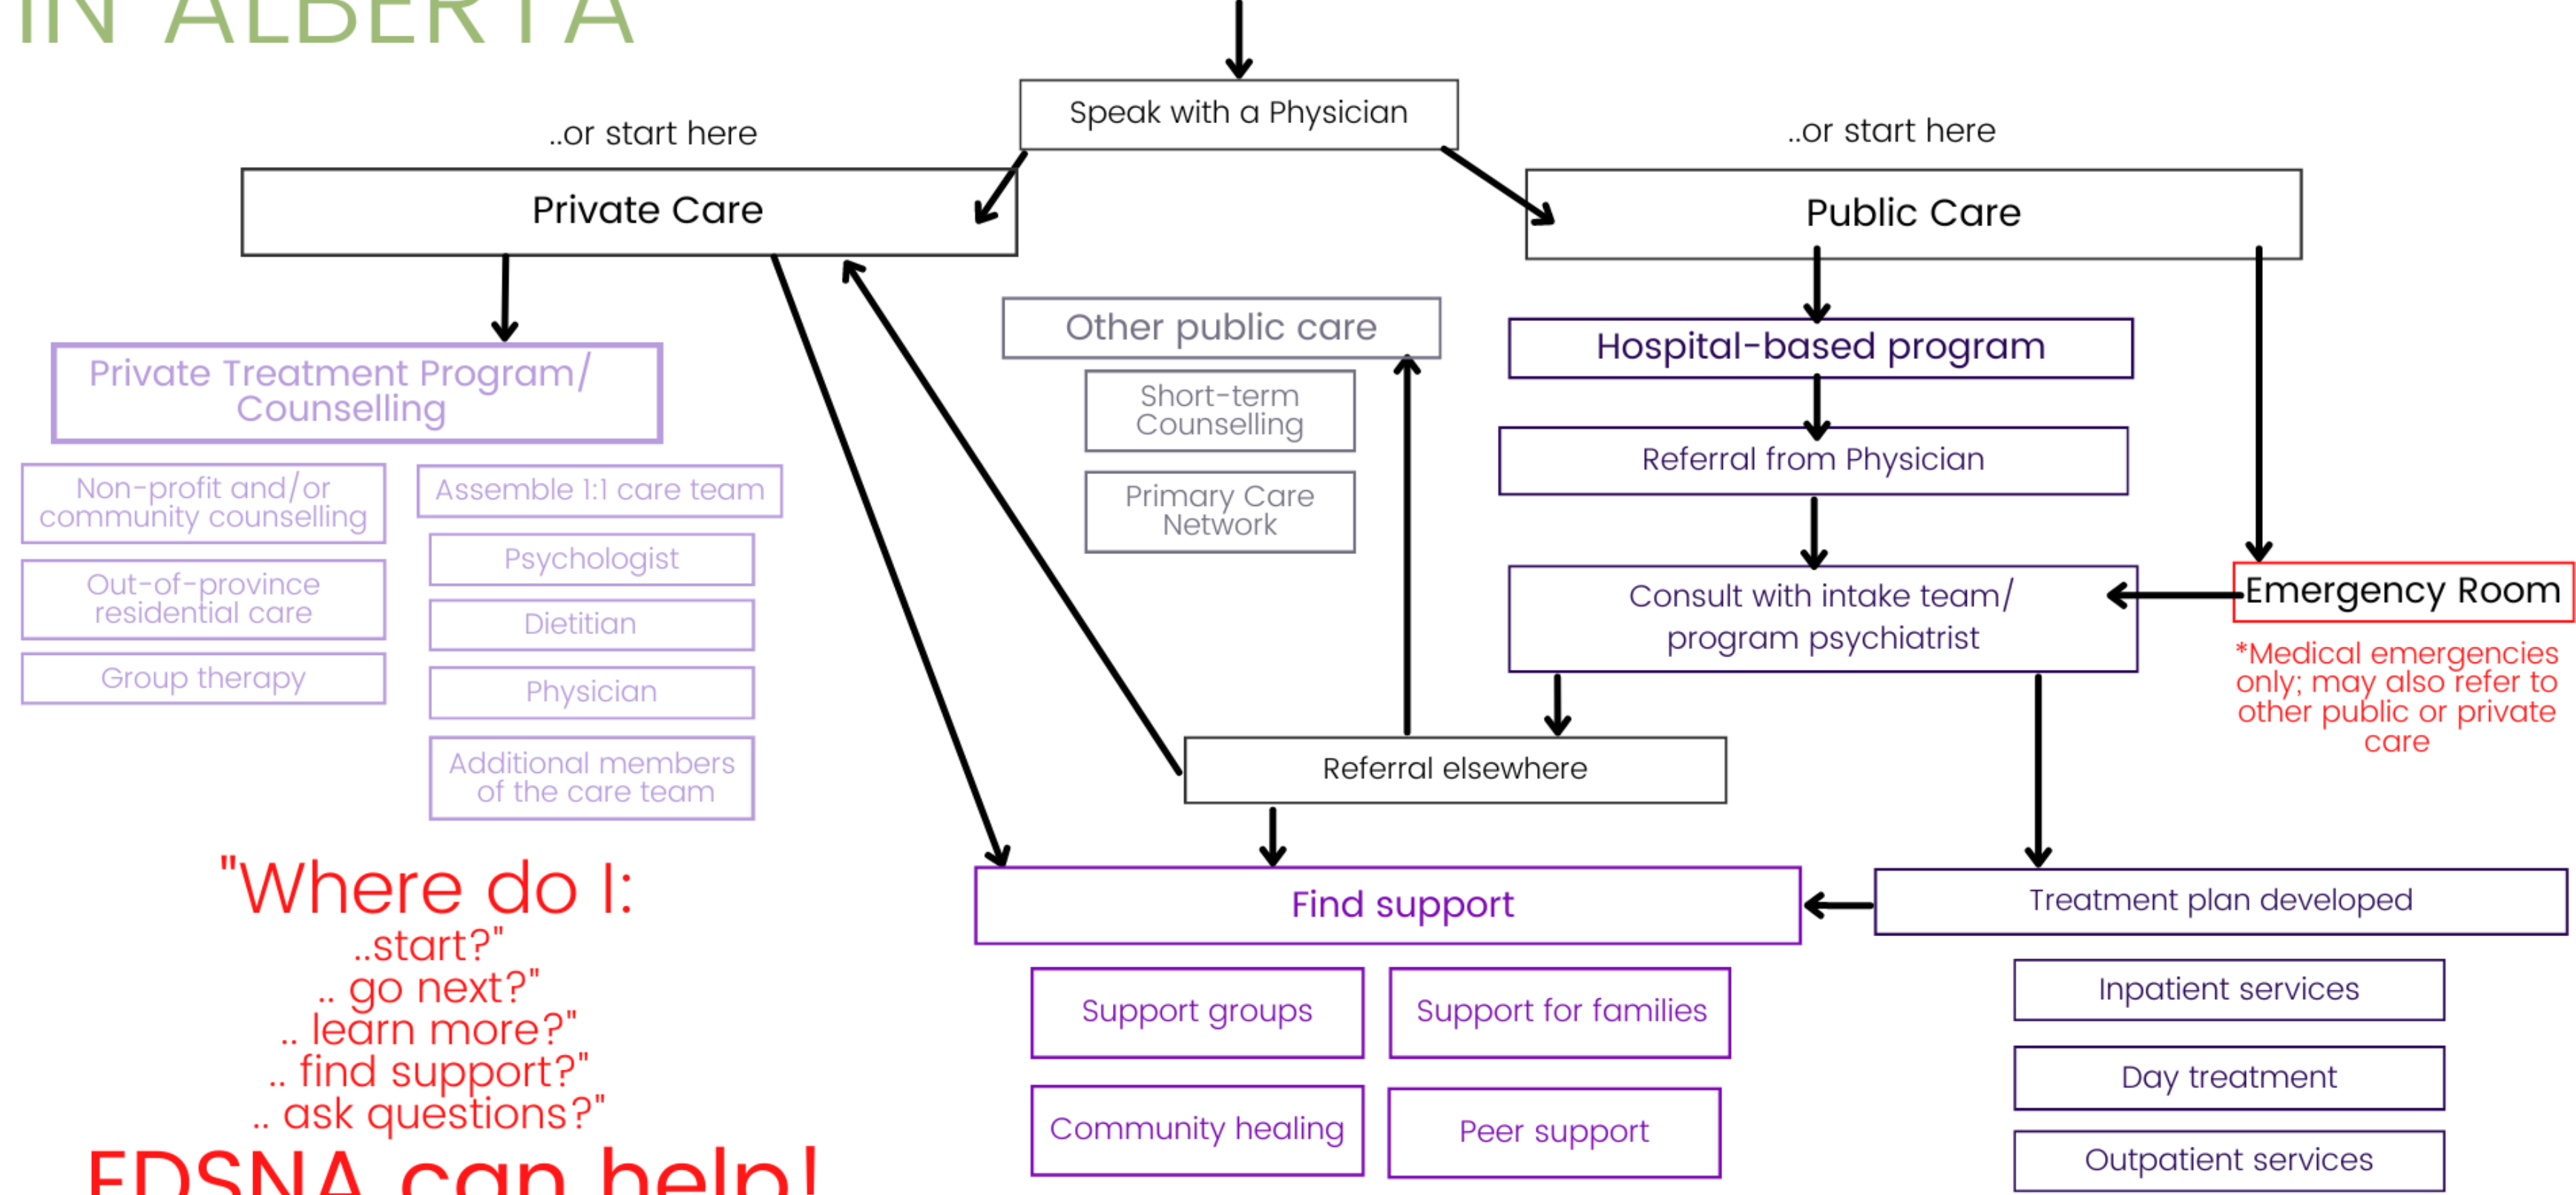 IN ALBERTA
Speak with a Physician
..or start here
Private Care
..or start here
Public Care
Private Treatment Program/
Counselling
Non-profit and/or
community counselling
Out-of-province
residential care
Group therapy
Assemble 1:1 care team
Psychologist
Dietitian
Physician
Additional members
of the care team
Other public care
Short-term
Counselling
Primary Care
Network
Hospital-based program
Referral from Physician
Consult with intake team/
program psychiatrist
Emergency Room
*Medical emergencies
only; may also refer to
other public or private
care
Referral elsewhere
Find support
Support groups
Support for families
Community healing
Peer support
Treatment plan developed
Inpatient services
Day treatment
Outpatient services
"Where do I:
..start?"
.. go next?"
.. learn more?"
.. find support?"
.. ask questions?"
EDSNA can help!